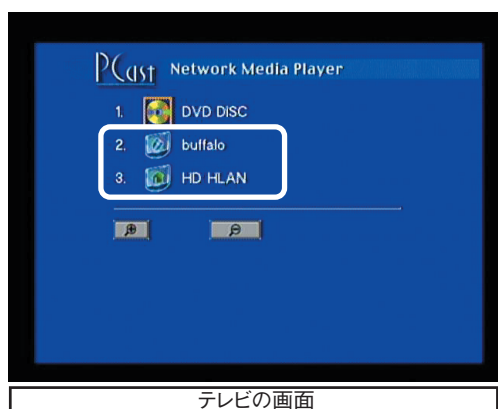 PCast Network Media Player
1. DVD DISC
2. buffalo
3. HD HLAN
テレビの画面